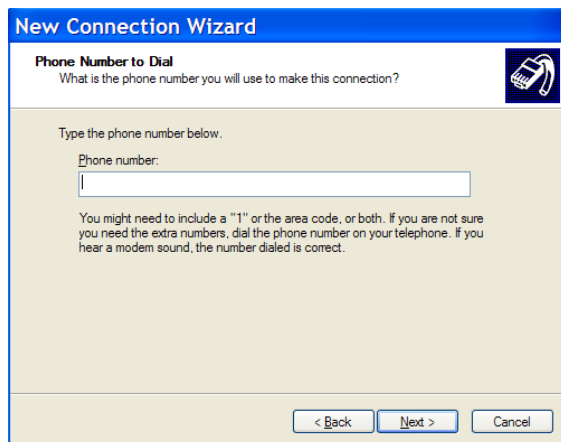 New Connection Wizard
Phone Number to Dial
What is the phone number you will use to make this connection?
Type the phone number below.
Phone number:
You might need to include a "1" or the area code, or both. If you are not sure
you need the extra numbers, dial the phone number on your telephone. If you
hear a modem sound, the number dialed is correct.
< Back Next > Cancel